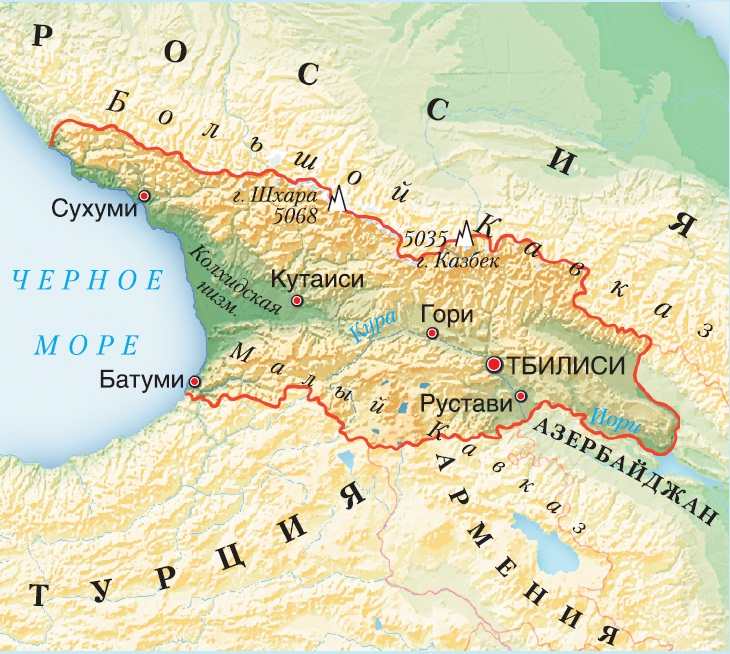 РОССИЯ
Большой Кавказ
г. Шхара
5068
Сухуми
5035
г. Казбек
Колхидская
низм.
ЧЕРНОЕ
МОРЕ
Кутаиси
Кура
Гори
ТБИЛИСИ
Батуми
Малый Кавказ
Рустави
Иори
АЗЕРБАЙДЖАН
АРМЕНИЯ
ТУРЦИЯ